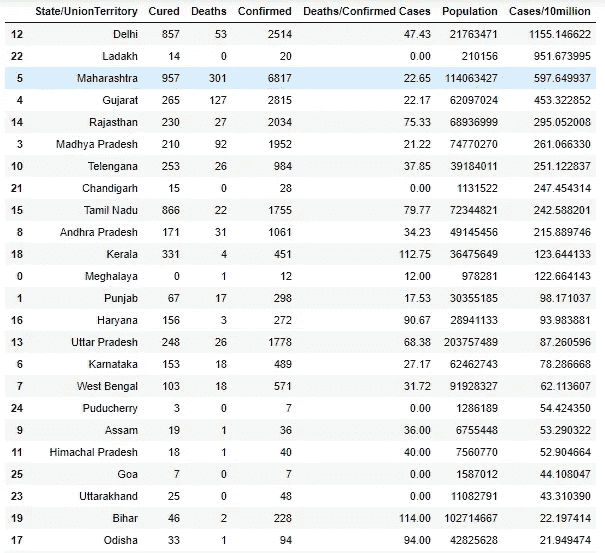 State/UnionTerritory Cured Deaths Confirmed Deaths/Confirmed Cases Population Cases/10million
12 Delhi 857 53 2514 47.43 21763471 1155.146622
22 Ladakh 14 0 20 0.00 210156 951.673995
5 Maharashtra 957 301 6817 22.65 114063427 597.649937
4 Gujarat 265 127 2815 22.17 62097024 453.322852
14 Rajasthan 230 27 2034 75.33 68936999 295.052008
3 Madhya Pradesh 210 92 1952 21.22 74770270 261.066330
10 Telengana 253 26 984 37.85 39184011 251.122837
21 Chandigarh 15 0 28 0.00 1131522 247.454314
15 Tamil Nadu 866 22 1755 79.77 72344821 242.588201
8 Andhra Pradesh 171 31 1061 34.23 49145456 215.889746
18 Kerala 331 4 451 112.75 36475649 123.644133
0 Meghalaya 0 1 12 12.00 978281 122.664143
1 Punjab 67 17 298 17.53 30355185 98.171037
16 Haryana 156 3 272 90.67 28941133 93.983881
13 Uttar Pradesh 248 26 1778 68.38 203757489 87.260596
6 Karnataka 153 18 489 27.17 62462743 78.286668
7 West Bengal 103 18 571 31.72 91928327 62.113607
24 Puducherry 3 0 7 0.00 1286189 54.424350
9 Assam 19 1 36 36.00 6755448 53.290322
11 Himachal Pradesh 18 1 40 40.00 7560770 52.904664
25 Goa 7 0 7 0.00 1587012 44.108047
23 Uttarakhand 25 0 48 0.00 11082791 43.310390
19 Bihar 46 2 228 114.00 102714667 22.197414
17 Odisha 33 1 94 94.00 42825628 21.949474